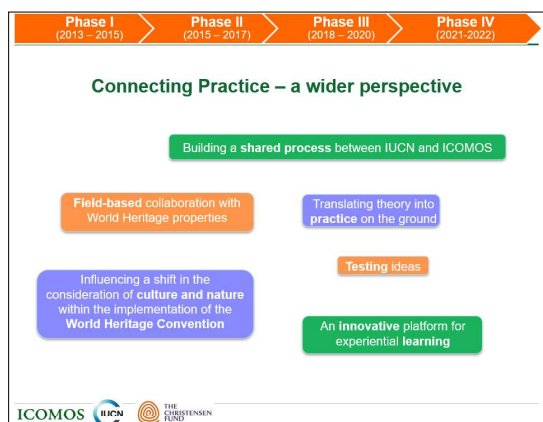 Phase I
(2013 – 2015)
Phase II
(2015 – 2017)
Phase III
(2018 – 2020)
Phase IV
(2021-2022)
Connecting Practice – a wider perspective
Building a shared process between IUCN and ICOMOS
Field-based collaboration with
World Heritage properties
Translating theory into
practice on the ground
Testing ideas
Influencing a shift in the
consideration of culture and nature
within the implementation of the
World Heritage Convention
An innovative platform for
experiential learning
ICOMOS
IUCN
THE
CHRISTENSEN
FUND